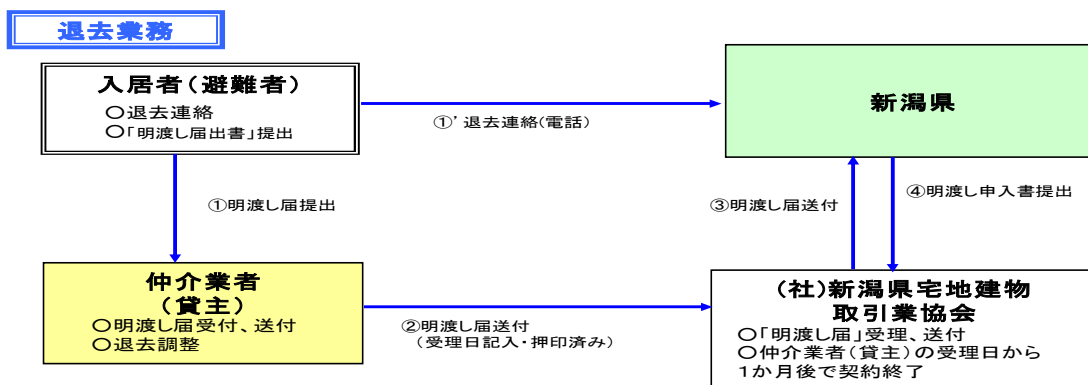 退去業務
入居者(避難者)
○退去連絡
○「明渡し届出書」提出
①’退去連絡(電話)
新潟県
①明渡し届提出
③明渡し届送付
④明渡し申入書提出
仲介業者
(貸主)
○明渡し届受付、送付
○退去調整
②明渡し届送付
(受理日記入・押印済み)
(社)新潟県宅地建物
取引業協会
○「明渡し届」受理、送付
○仲介業者(貸主)の受理日から
1か月後で契約終了